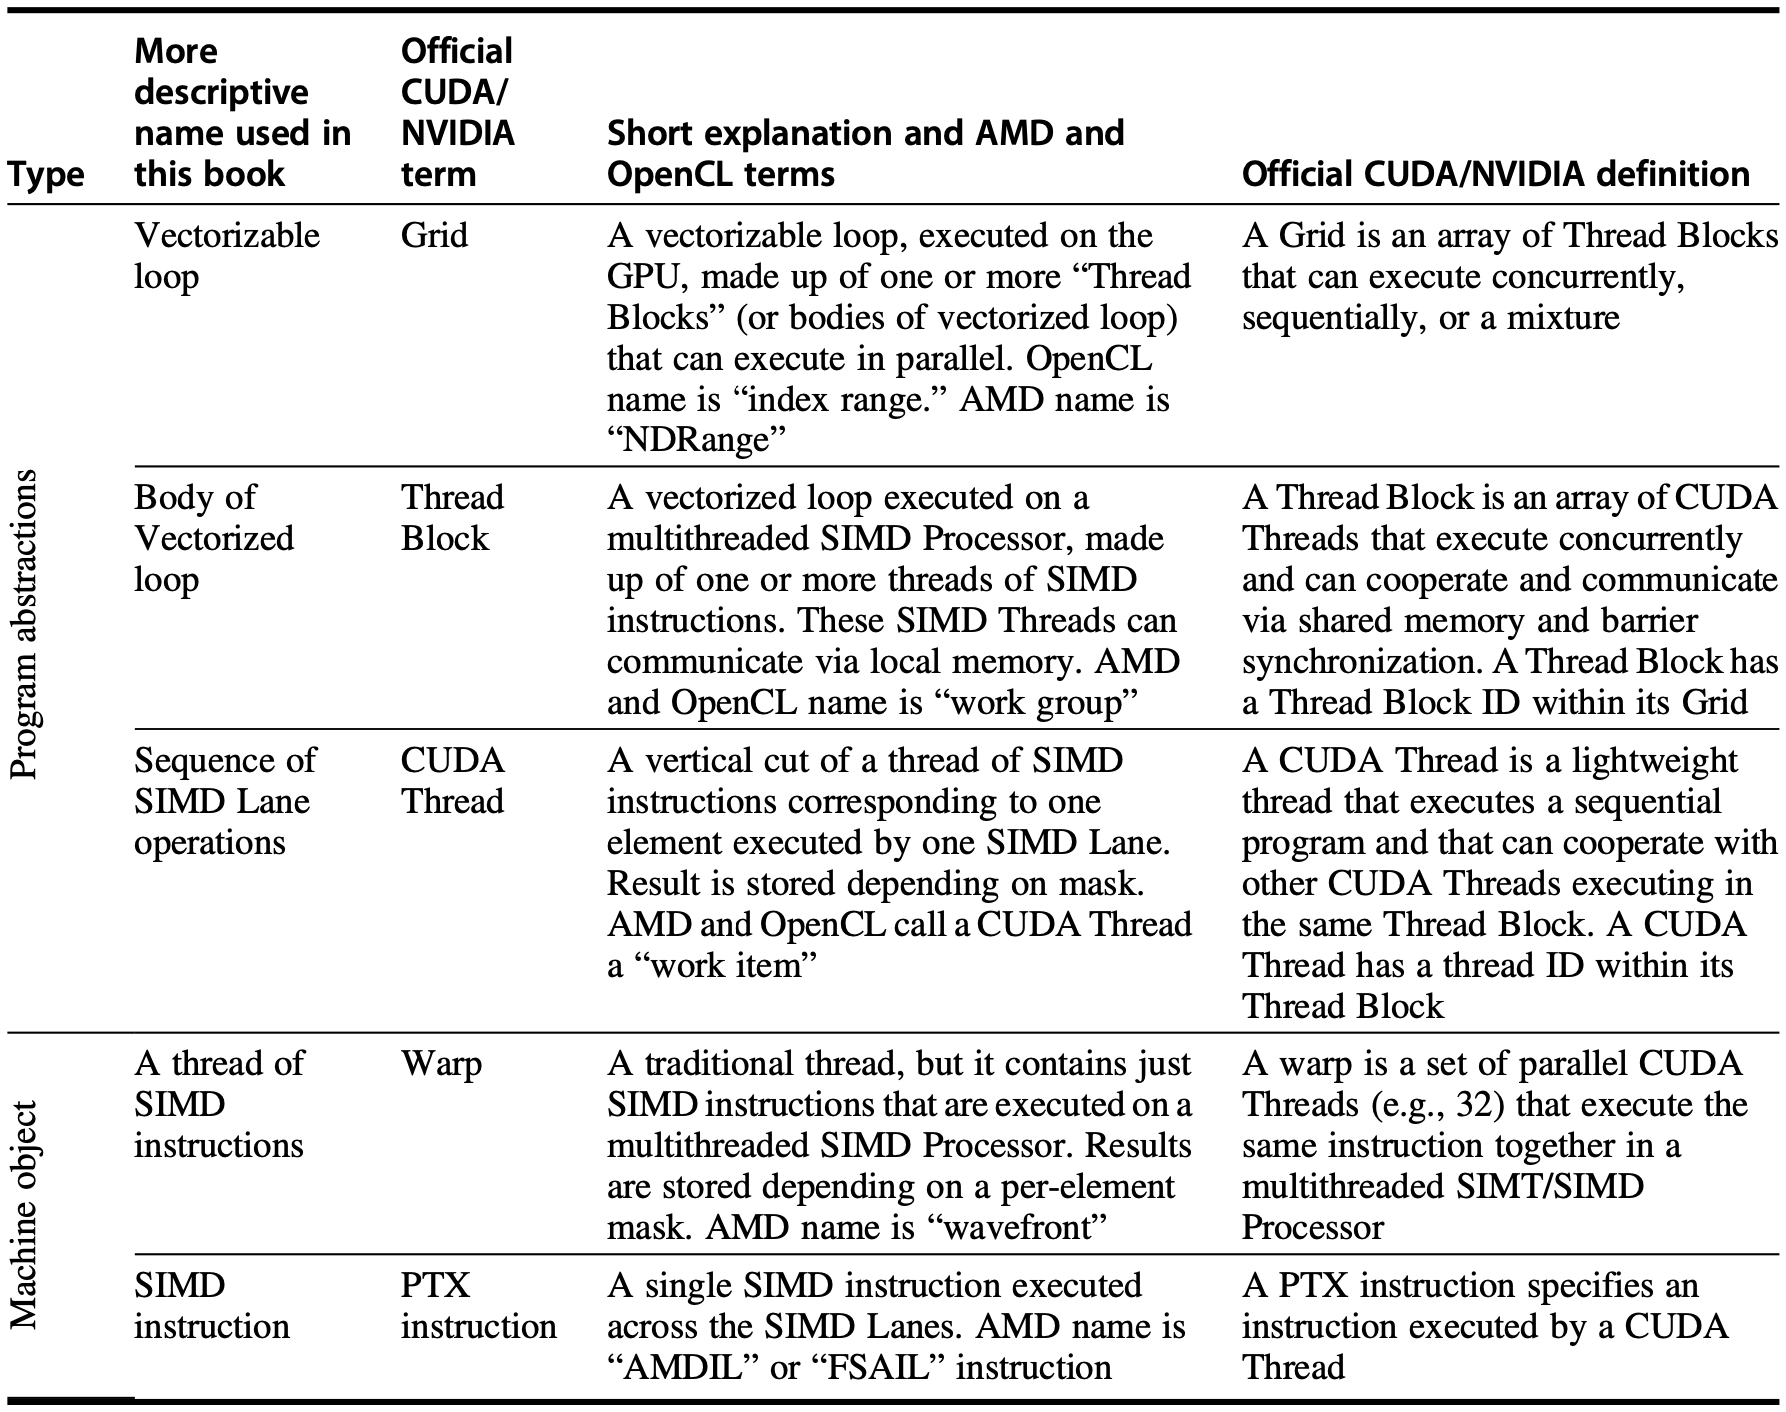 Type
More
descriptive
name used in
this book
Official
CUDA/
NVIDIA
term
Short explanation and AMD and
OpenCL terms
Official CUDA/NVIDIA definition
Program abstractions
Vectorizable
loop
Grid
A vectorizable loop, executed on the
GPU, made up of one or more “Thread
Blocks” (or bodies of vectorized loop)
that can execute in parallel. OpenCL
name is “index range.” AMD name is
“NDRange”
A Grid is an array of Thread Blocks
that can execute concurrently,
sequentially, or a mixture
Body of
Vectorized
loop
Thread
Block
A vectorized loop executed on a
multithreaded SIMD Processor, made
up of one or more threads of SIMD
instructions. These SIMD Threads can
communicate via local memory. AMD
and OpenCL name is “work group”
A Thread Block is an array of CUDA
Threads that execute concurrently
and can cooperate and communicate
via shared memory and barrier
synchronization. A Thread Block has
a Thread Block ID within its Grid
Sequence of
SIMD Lane
operations
CUDA
Thread
A vertical cut of a thread of SIMD
instructions corresponding to one
element executed by one SIMD Lane.
Result is stored depending on mask.
AMD and OpenCL call a CUDA Thread
a “work item”
A CUDA Thread is a lightweight
thread that executes a sequential
program and that can cooperate with
other CUDA Threads executing in
the same Thread Block. A CUDA
Thread has a thread ID within its
Thread Block
Machine object
A thread of
SIMD
instructions
Warp
A traditional thread, but it contains just
SIMD instructions that are executed on a
multithreaded SIMD Processor. Results
are stored depending on a per-element
mask. AMD name is “wavefront”
A warp is a set of parallel CUDA
Threads (e.g., 32) that execute the
same instruction together in a
multithreaded SIMT/SIMD
Processor
SIMD
instruction
PTX
instruction
A single SIMD instruction executed
across the SIMD Lanes. AMD name is
“AMDIL” or “FSAIL” instruction
A PTX instruction specifies an
instruction executed by a CUDA
Thread